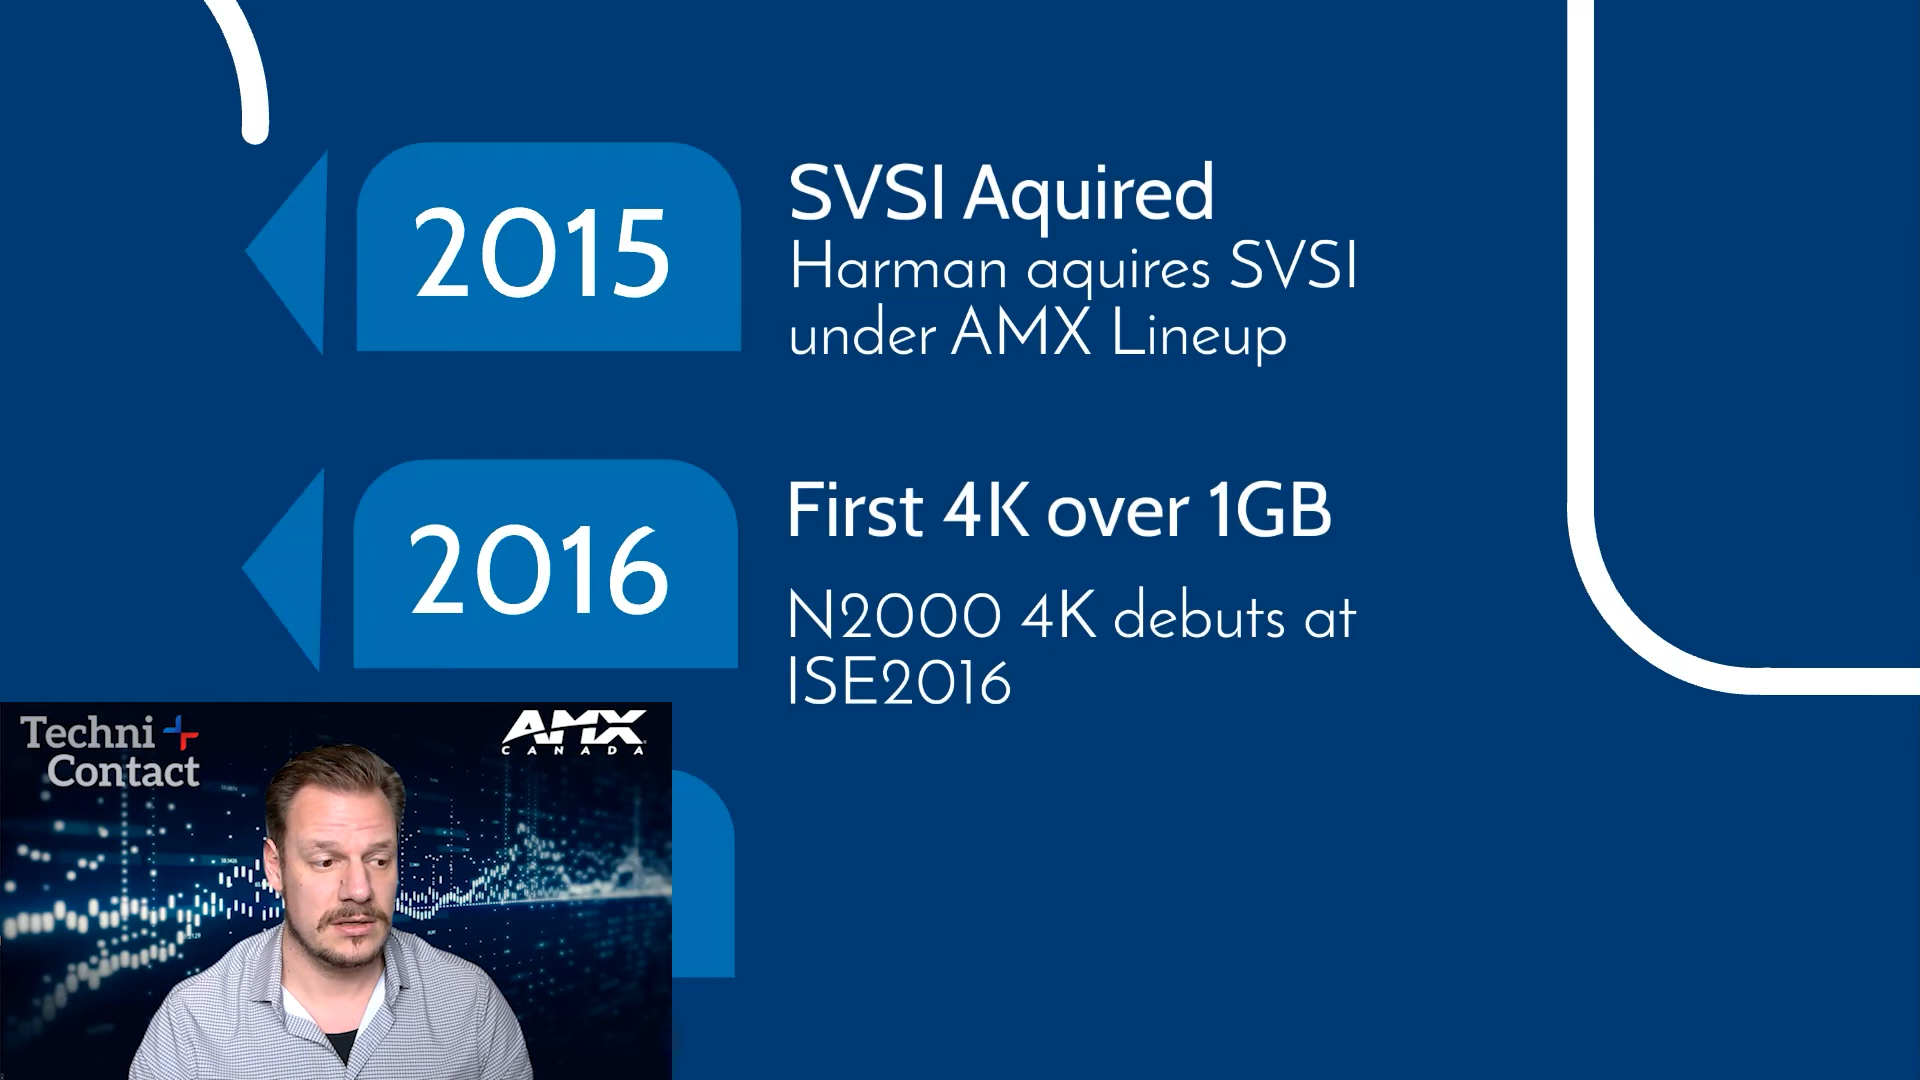 2015
SVSI Aquired
Harman aquires SVSI
under AMX Lineup
2016
First 4K over 1GB
N2000 4K debuts at
ISE2016
Techni
Contact
AMX
CANADA